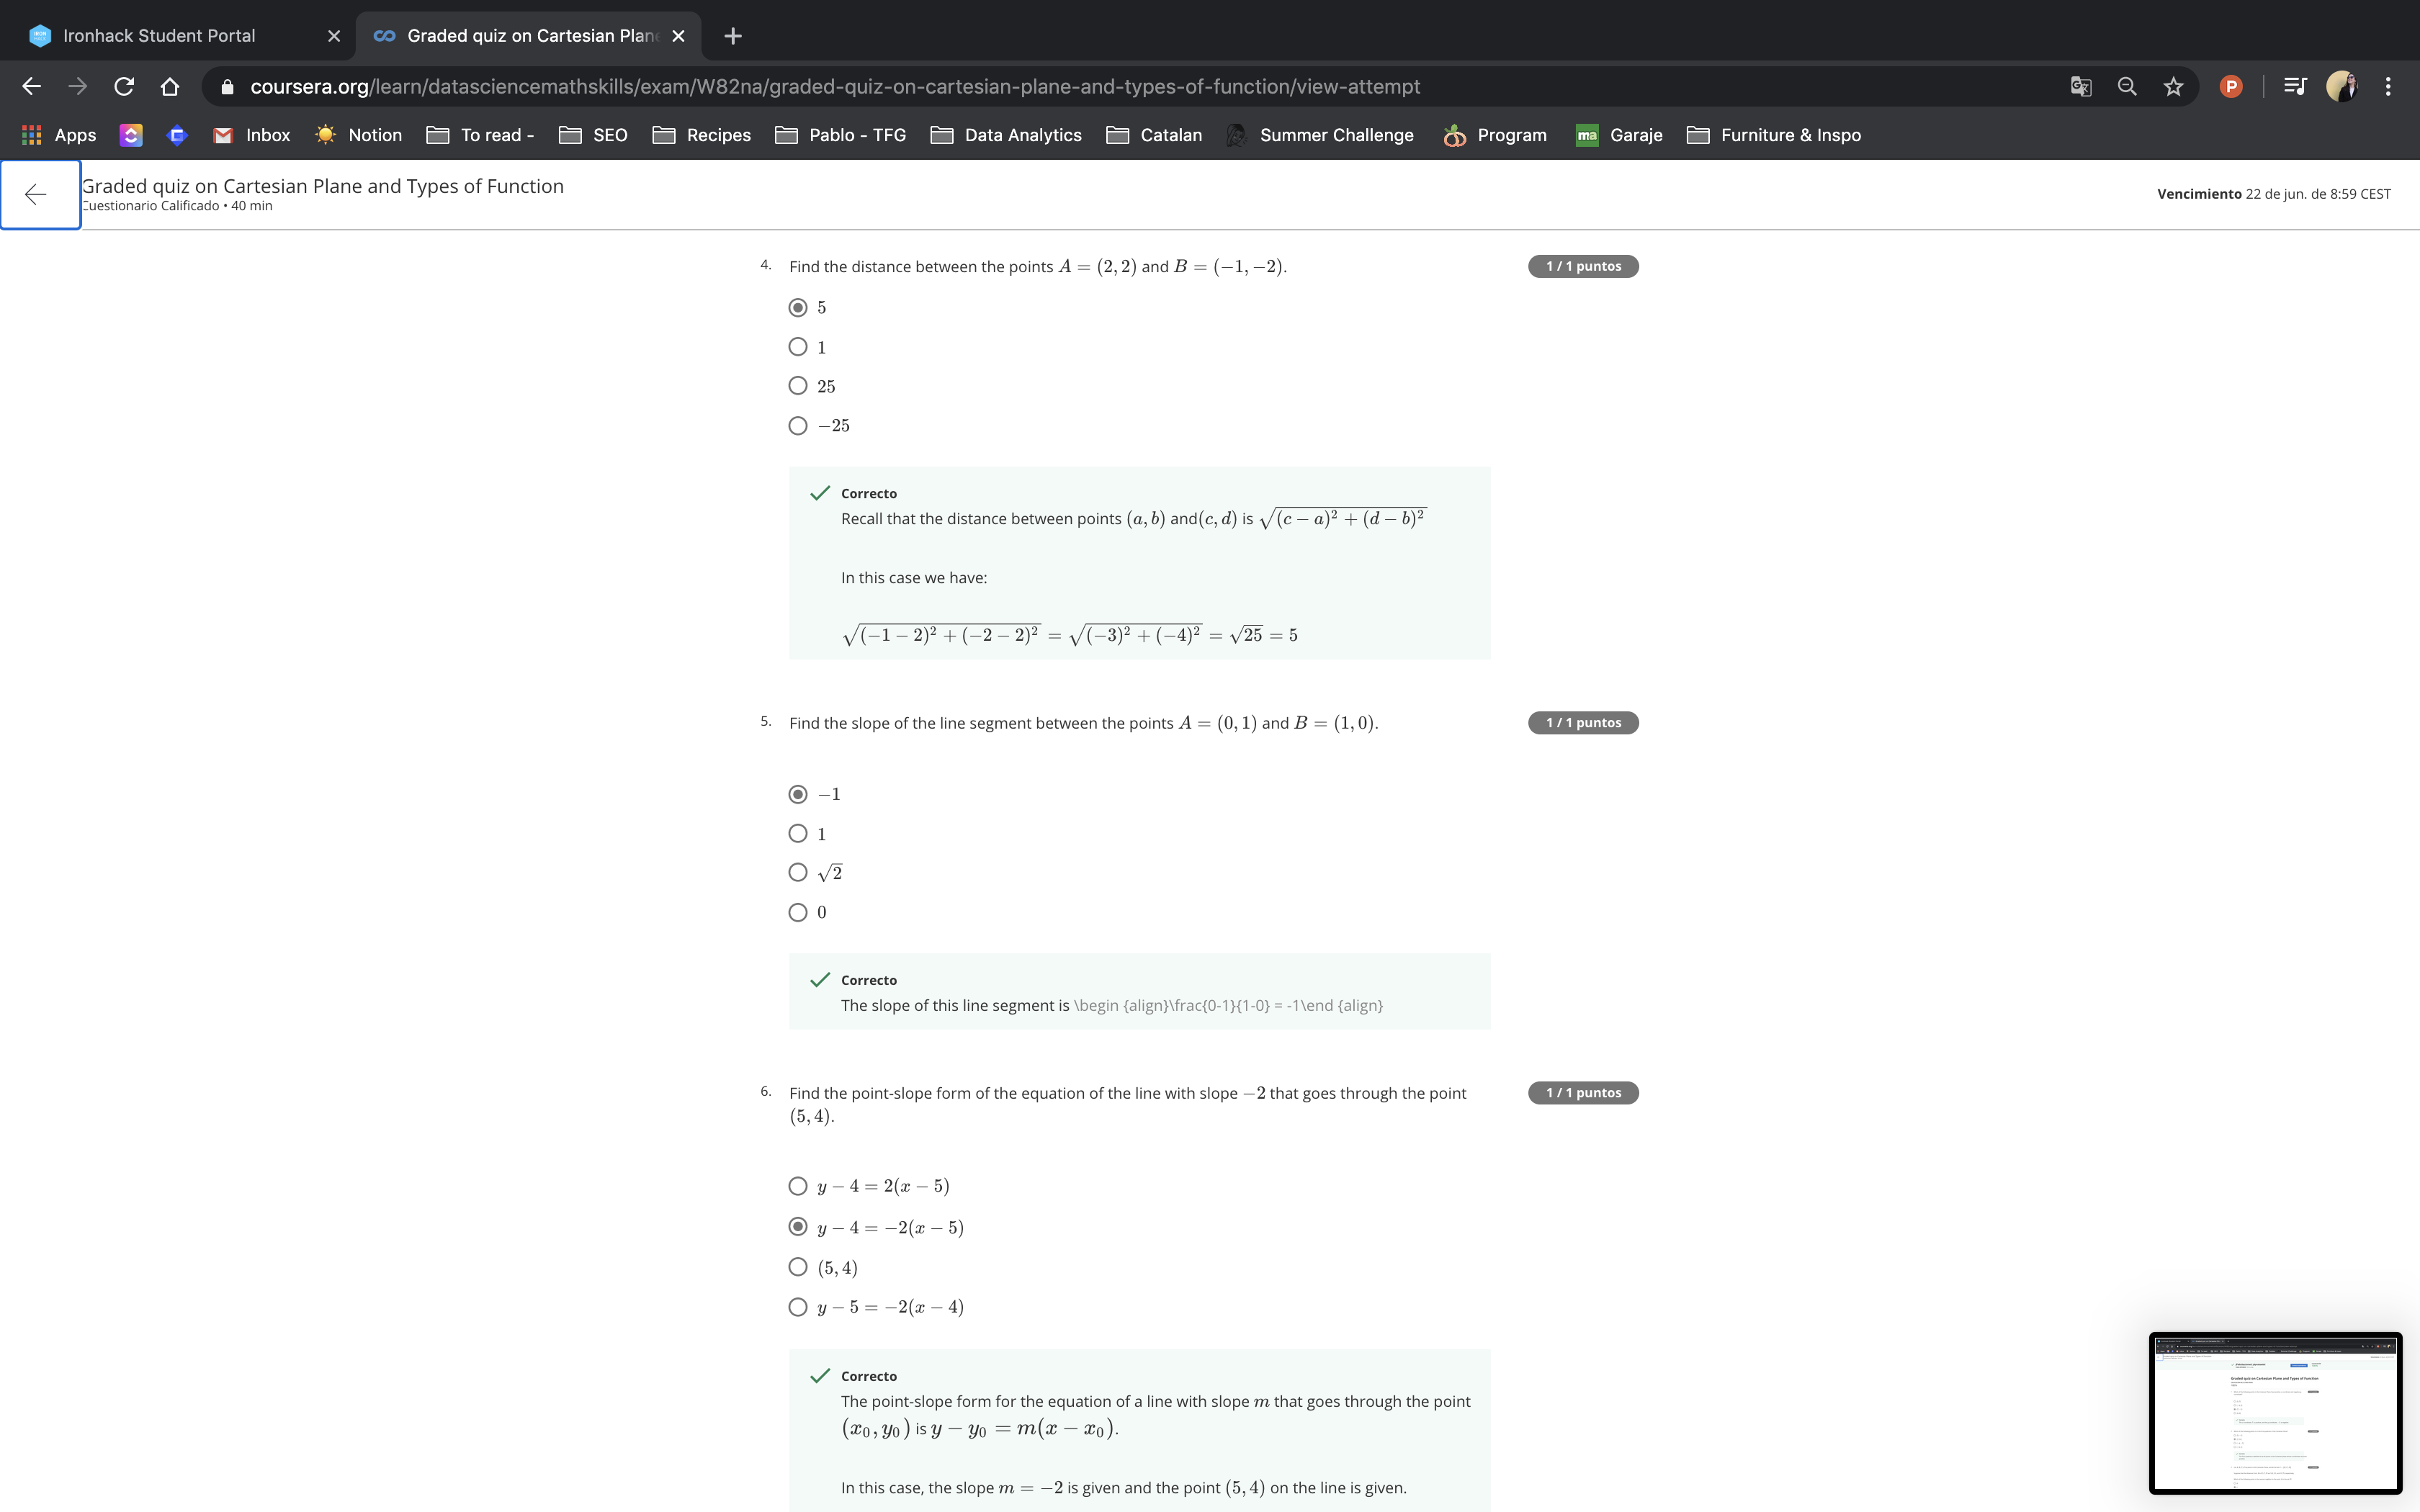 Ironhack Student Portal
Graded quiz on Cartesian Plane
coursera.org/learn/datasciencemathskills/exam/W82na/graded-quiz-on-cartesian-plane-and-types-of-function/view-attempt
Apps Inbox Notion To read - SEO Recipes Pablo - TFG Data Analytics Catalan Summer Challenge Program ma Garaje Furniture & Inspo
Graded quiz on Cartesian Plane and Types of Function
Cuestionario Calificado • 40 min
Vencimiento 22 de jun. de 8:59 CEST
4. Find the distance between the points A = (2, 2) and B = (−1, −2).
1 / 1 puntos
5
1
25
−25
Correcto
Recall that the distance between points (a, b) and(c, d) is √(c − a)² + (d − b)²
In this case we have:
√(−1 − 2)² + (−2 − 2)² = √(−3)² + (−4)² = √25 = 5
5. Find the slope of the line segment between the points A = (0, 1) and B = (1, 0).
1 / 1 puntos
−1
1
√2
0
Correcto
The slope of this line segment is \begin {align}\frac{0-1}{1-0} = -1\end {align}
6. Find the point-slope form of the equation of the line with slope −2 that goes through the point
(5, 4).
1 / 1 puntos
y − 4 = 2(x − 5)
y − 4 = −2(x − 5)
(5, 4)
y − 5 = −2(x − 4)
Correcto
The point-slope form for the equation of a line with slope m that goes through the point
(x₀, y₀) is y − y₀ = m(x − x₀).
In this case, the slope m = −2 is given and the point (5, 4) on the line is given.